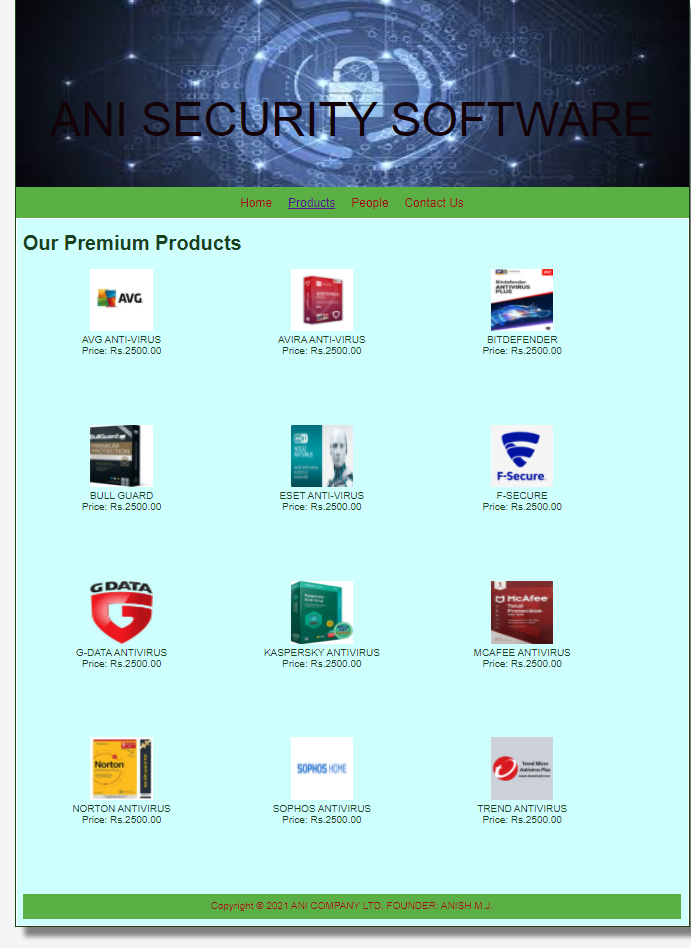 ANI SECURITY SOFTWARE
Home Products People Contact Us
Our Premium Products
AVG
Bitdefender
ANTIVIRUS
PLUS
AVG ANTI-VIRUS AVIRA ANTI-VIRUS BITDEFENDER
Price: Rs.2500.00 Price: Rs.2500.00 Price: Rs.2500.00
BullGuard
PREMIUM
PROTECTION
eset
NOD32
ANTIVIRUS
F-Secure.
BULL GUARD ESET ANTI-VIRUS F-SECURE
Price: Rs.2500.00 Price: Rs.2500.00 Price: Rs.2500.00
G DATA
Kaspersky
Anti-Virus
McAfee
Total
Protection
G-DATA ANTIVIRUS KASPERSKY ANTIVIRUS MCAFEE ANTIVIRUS
Price: Rs.2500.00 Price: Rs.2500.00 Price: Rs.2500.00
Norton
SOPHOS HOME
Trend Micro
Antivirus Plus
NORTON ANTIVIRUS SOPHOS ANTIVIRUS TREND ANTIVIRUS
Price: Rs.2500.00 Price: Rs.2500.00 Price: Rs.2500.00
Copyright © 2021 ANI COMPANY LTD, FOUNDER: ANISH M.J.